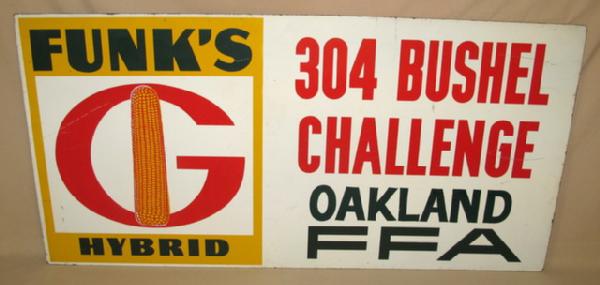 FUNK'S
G
HYBRID
304 BUSHEL
CHALLENGE
OAKLAND
FFA